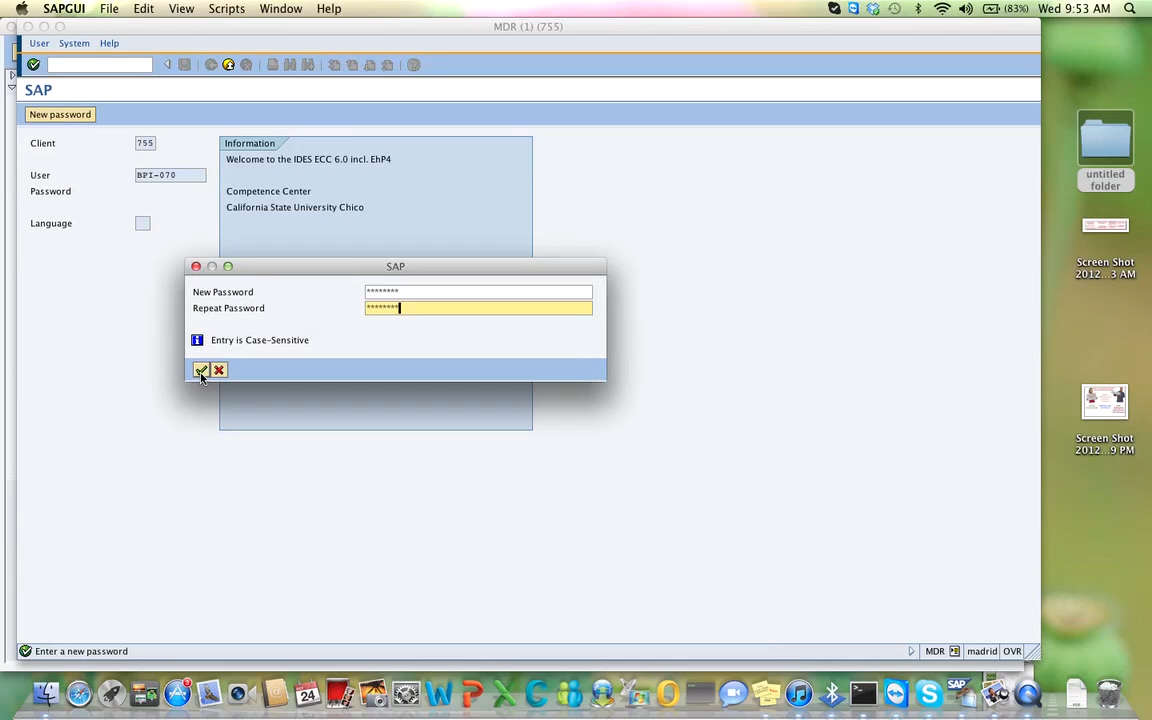 SAPGUI File Edit View Scripts Window Help (83%) Wed 9:53 AM
MDR (1) (755)
User System Help
SAP
New password
Client 755
Information
Welcome to the IDES ECC 6.0 incl. EhP4
User BPI-070
Password
Competence Center
California State University Chico
Language
SAP
New Password ********
Repeat Password ********
Entry is Case-Sensitive
Enter a new password
MDR madrid OVR
untitled
folder
Screen Shot
2012...3 AM
Screen Shot
2012...9 PM
3
24
SAP